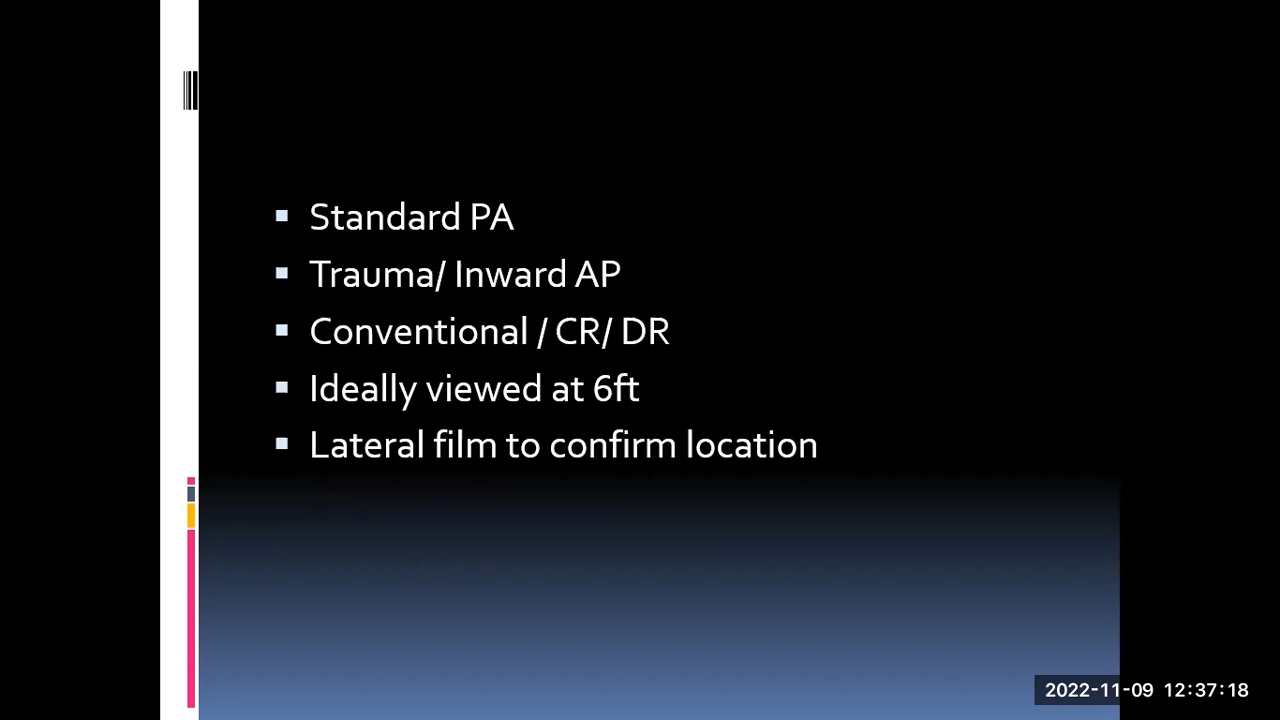 Standard PA
Trauma/ Inward AP
Conventional / CR/ DR
Ideally viewed at 6ft
Lateral film to confirm location
2022-11-09 12:37:18